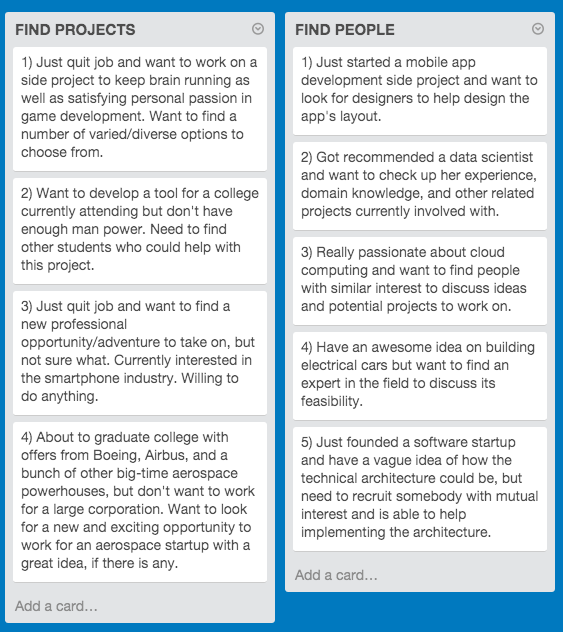 FIND PROJECTS
1) Just quit job and want to work on a
side project to keep brain running as
well as satisfying personal passion in
game development. Want to find a
number of varied/diverse options to
choose from.
2) Want to develop a tool for a college
currently attending but don't have
enough man power. Need to find
other students who could help with
this project.
3) Just quit job and want to find a
new professional
opportunity/adventure to take on, but
not sure what. Currently interested in
the smartphone industry. Willing to
do anything.
4) About to graduate college with
offers from Boeing, Airbus, and a
bunch of other big-time aerospace
powerhouses, but don't want to work
for a large corporation. Want to look
for a new and exciting opportunity to
work for an aerospace startup with a
great idea, if there is any.
Add a card…
FIND PEOPLE
1) Just started a mobile app
development side project and want to
look for designers to help design the
app's layout.
2) Got recommended a data scientist
and want to check up her experience,
domain knowledge, and other related
projects currently involved with.
3) Really passionate about cloud
computing and want to find people
with similar interest to discuss ideas
and potential projects to work on.
4) Have an awesome idea on building
electrical cars but want to find an
expert in the field to discuss its
feasibility.
5) Just founded a software startup
and have a vague idea of how the
technical architecture could be, but
need to recruit somebody with mutual
interest and is able to help
implementing the architecture.
Add a card…